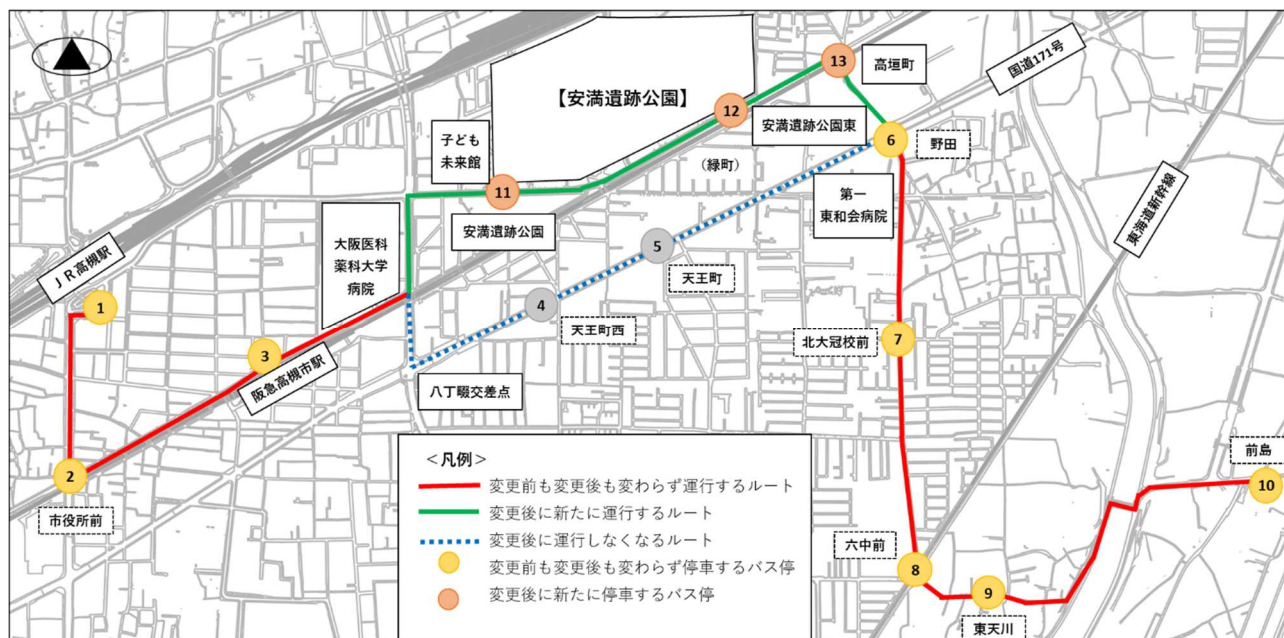 【安満遺跡公園】
13
高垣町
国道171号
12
安満遺跡公園東
子ども
未来館
11
安満遺跡公園
(緑町)
6
野田
第一
東和会病院
東海道新幹線
大阪医科
薬科大学
病院
JR高槻駅
1
5
天王町
4
天王町西
3
阪急高槻市駅
八丁畷交差点
7
北大冠校前
2
市役所前
前島
10
六中前
8
9
東天川
<凡例>
変更前も変更後も変わらず運行するルート
変更後に新たに運行するルート
変更後に運行しなくなるルート
変更前も変更後も変わらず停車するバス停
変更後に新たに停車するバス停